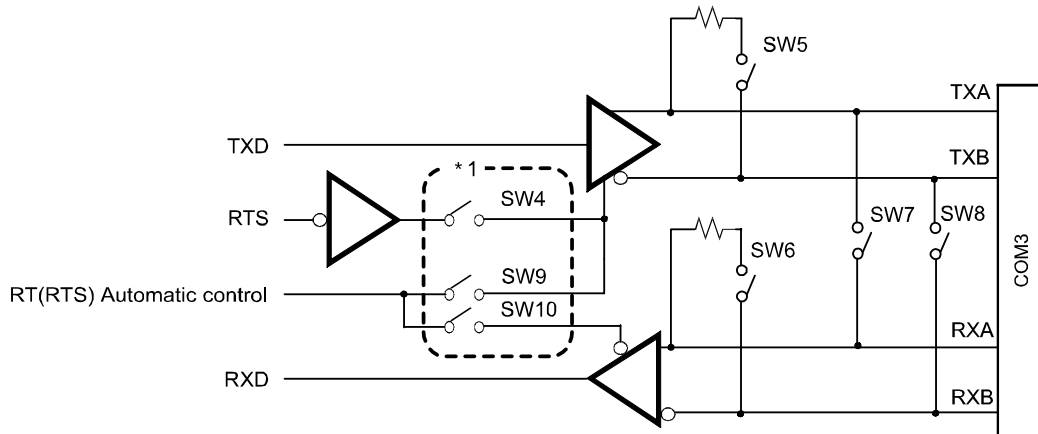 SW5
TXA
TXD
* 1
TXB
RTS
SW4
SW7
SW8
SW6
COM3
RT(RTS) Automatic control
SW9
SW10
RXA
RXD
RXB